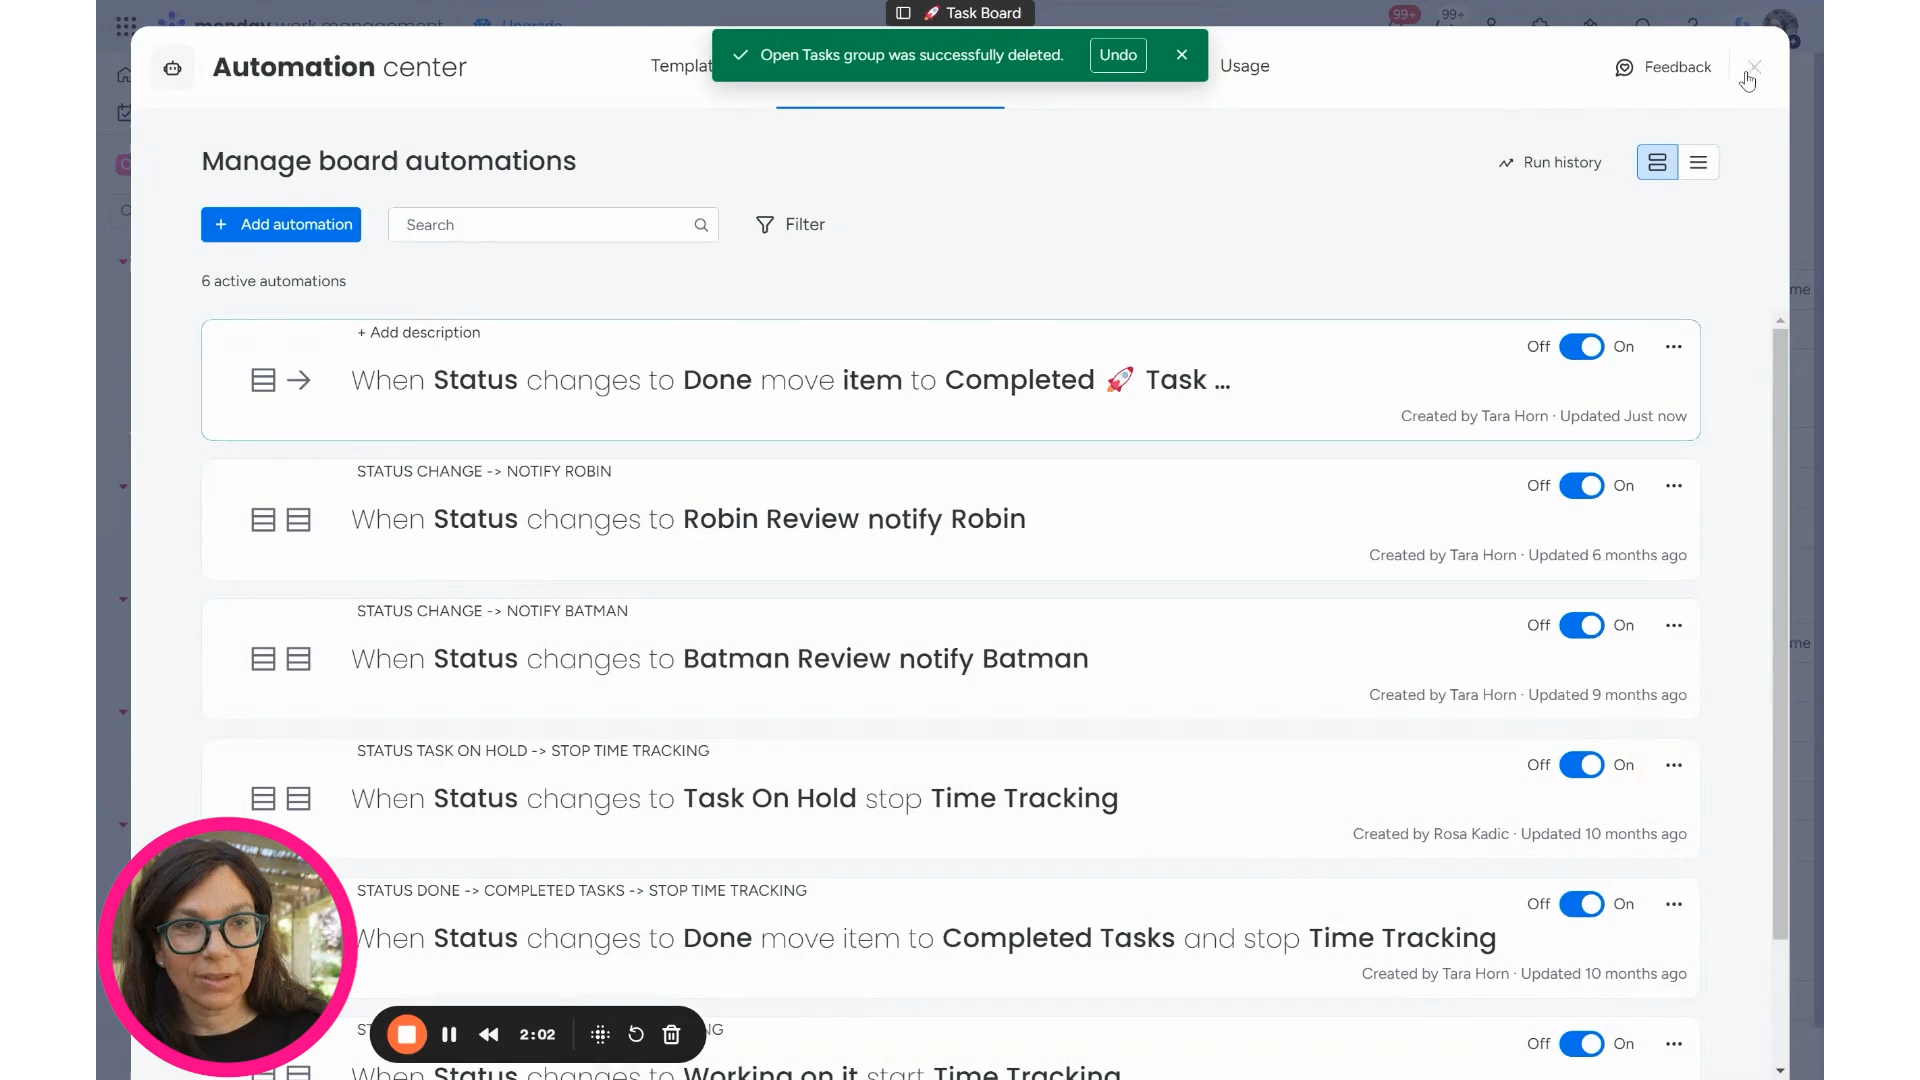 Task Board
monday work management
Upgrade
99+
99+
Automation center
Templat
Open Tasks group was successfully deleted.
Undo
Usage
Feedback
Manage board automations
Run history
+ Add automation
Search
Filter
6 active automations
+ Add description
Off On
When Status changes to Done move item to Completed 🚀 Task ...
Created by Tara Horn · Updated Just now
STATUS CHANGE -> NOTIFY ROBIN
Off On
When Status changes to Robin Review notify Robin
Created by Tara Horn · Updated 6 months ago
STATUS CHANGE -> NOTIFY BATMAN
Off On
When Status changes to Batman Review notify Batman
Created by Tara Horn · Updated 9 months ago
STATUS TASK ON HOLD -> STOP TIME TRACKING
Off On
When Status changes to Task On Hold stop Time Tracking
Created by Rosa Kadic · Updated 10 months ago
STATUS DONE -> COMPLETED TASKS -> STOP TIME TRACKING
Off On
When Status changes to Done move item to Completed Tasks and stop Time Tracking
Created by Tara Horn · Updated 10 months ago
Off On
When Status changes to Working on it start Time Tracking
2:02
me
me